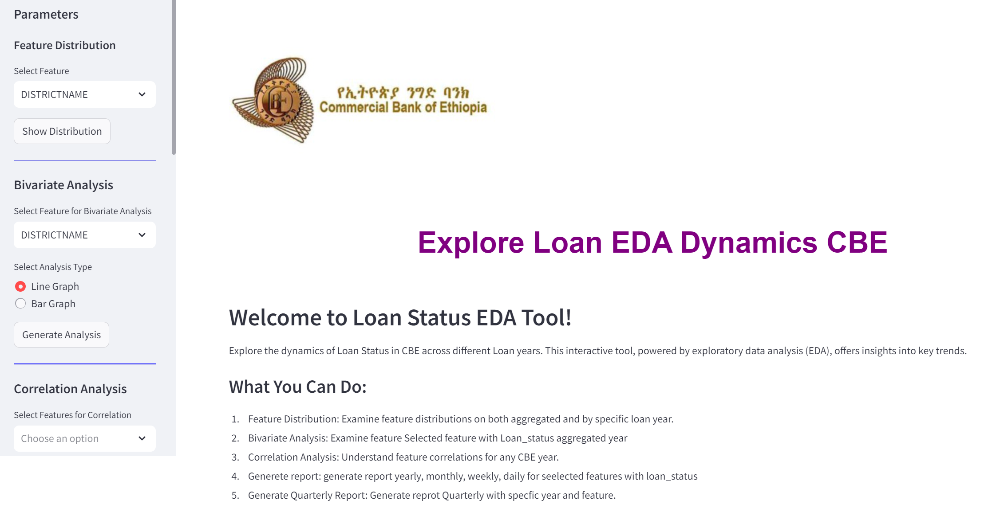 Parameters
Feature Distribution
Select Feature
DISTRICTNAME
Show Distribution
Bivariate Analysis
Select Feature for Bivariate Analysis
DISTRICTNAME
Select Analysis Type
Line Graph
Bar Graph
Generate Analysis
Correlation Analysis
Select Features for Correlation
Choose an option
የኢትዮጵያ
CBE
ንግድ ባንክ
የኢትዮጵያ ንግድ ባንክ
Commercial Bank of Ethiopia
Explore Loan EDA Dynamics CBE
Welcome to Loan Status EDA Tool!
Explore the dynamics of Loan Status in CBE across different Loan years. This interactive tool, powered by exploratory data analysis (EDA), offers insights into key trends.
What You Can Do:
1. Feature Distribution: Examine feature distributions on both aggregated and by specific loan year.
2. Bivariate Analysis: Examine feature Selected feature with Loan_status aggregated year
3. Correlation Analysis: Understand feature correlations for any CBE year.
4. Generete report: generate report yearly, monthly, weekly, daily for seelected features with loan_status
5. Generate Quarterly Report: Generate reprot Quarterly with specfic year and feature.